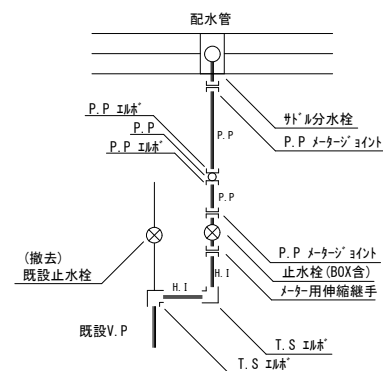 配水管
P.P ｴﾙﾎﾞ
P.P
P.P ｴﾙﾎﾞ
P.P
ｻﾄﾞﾙ分水栓
P.P ﾒｰﾀｰｼﾞｮｲﾝﾄ
P.P
(撤去)
既設止水栓
P.P ﾒｰﾀｰｼﾞｮｲﾝﾄ
止水栓(BOX含)
ﾒｰﾀｰ用伸縮継手
H.I
H.I
既設V.P
T.S ｴﾙﾎﾞ
T.S ｴﾙﾎﾞ